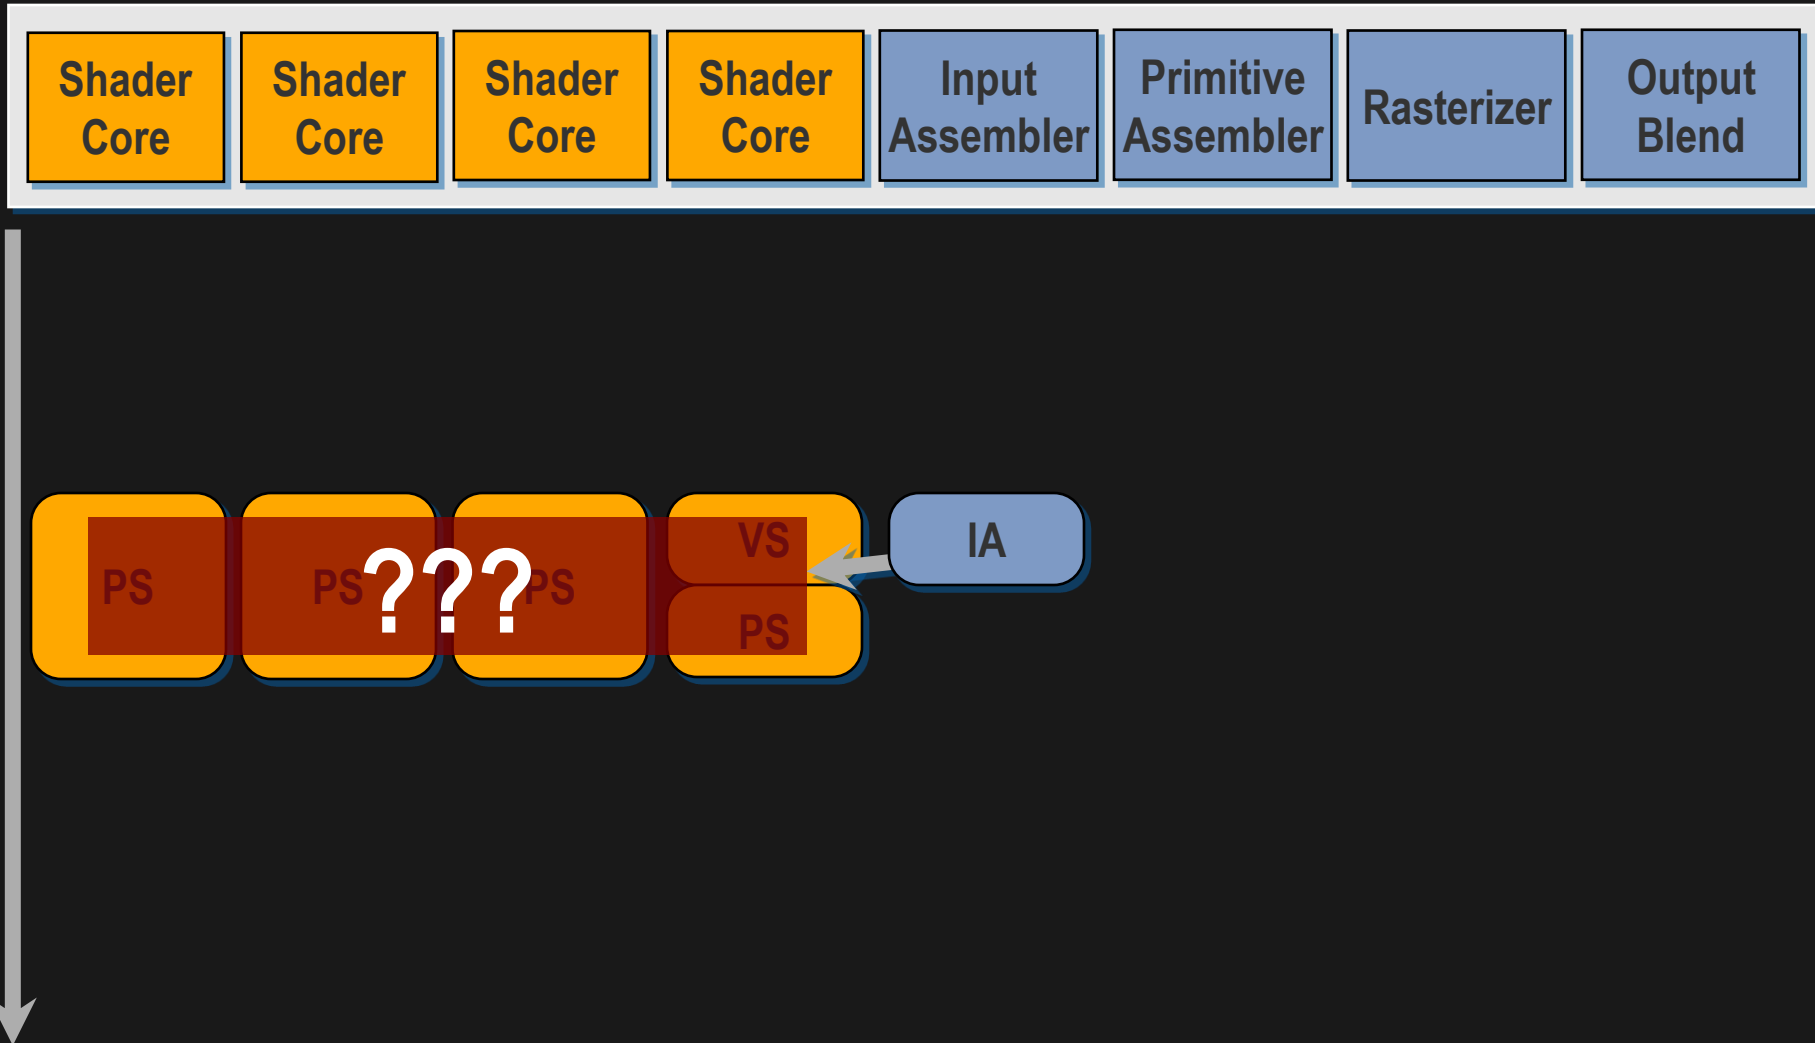 Shader
Core
Shader
Core
Shader
Core
Shader
Core
Input
Assembler
Primitive
Assembler
Rasterizer
Output
Blend
PS
PS
???
PS
VS
PS
IA